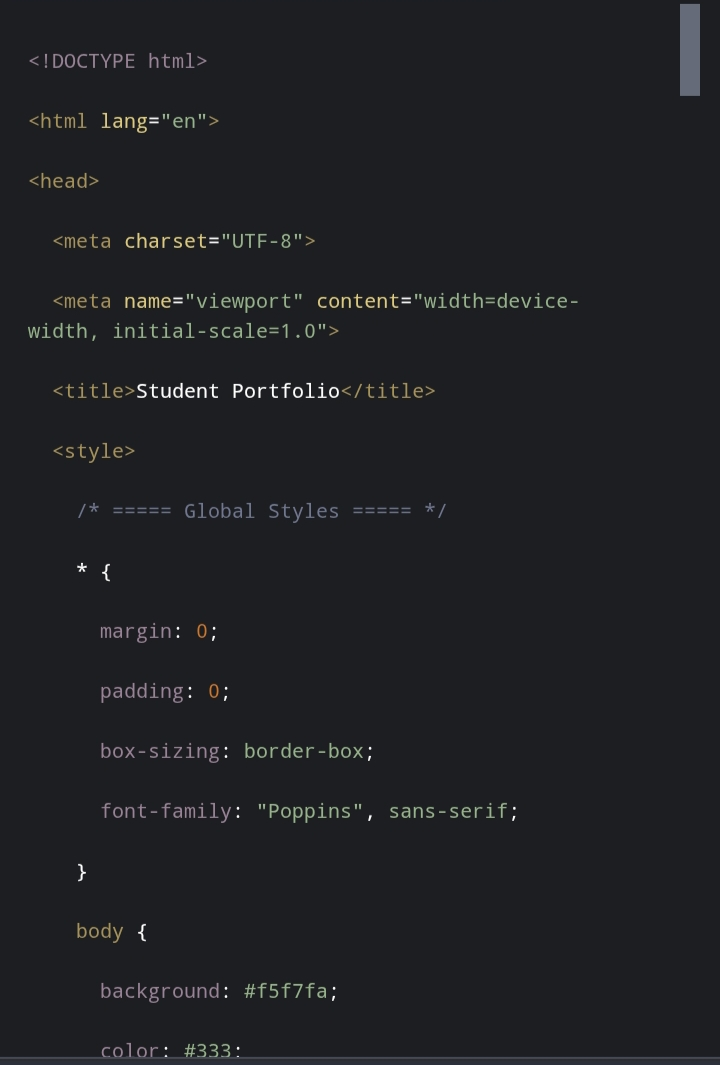 <!DOCTYPE html>
<html lang="en">
<head>
  <meta charset="UTF-8">
  <meta name="viewport" content="width=device-
width, initial-scale=1.0">
  <title>Student Portfolio</title>
  <style>
    /* ===== Global Styles ===== */
    * {
      margin: 0;
      padding: 0;
      box-sizing: border-box;
      font-family: "Poppins", sans-serif;
    }
    body {
      background: #f5f7fa;
      color: #333;